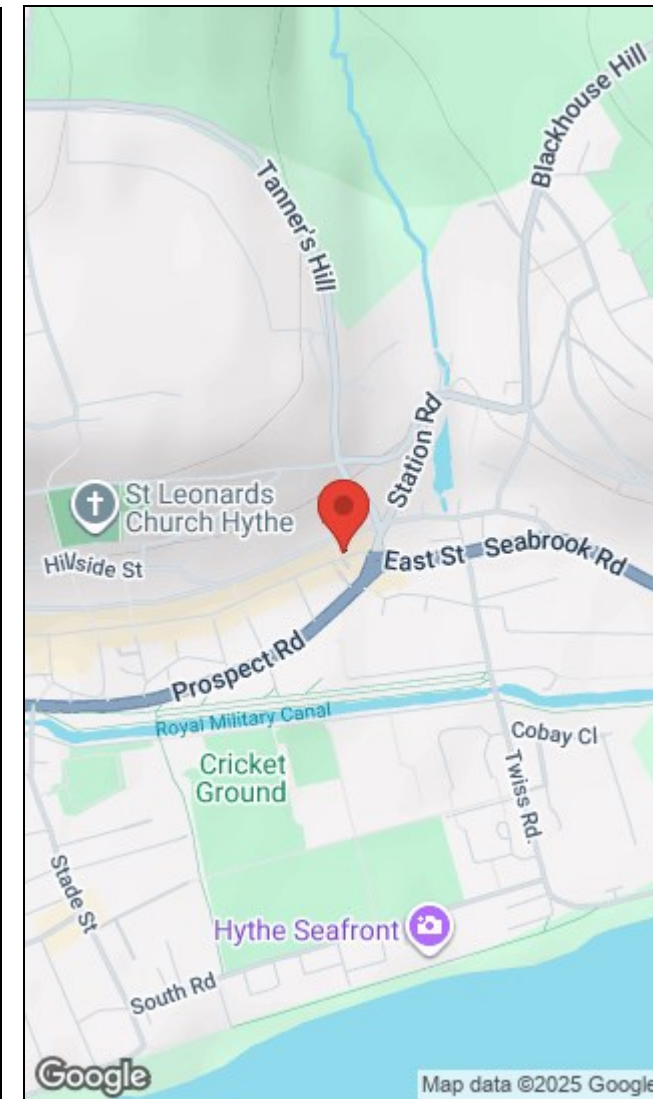 Blackhouse Hill
Tanner's Hill
Station Rd
St Leonards
Church Hythe
Hillside St
East St
Seabrook Rd
Prospect Rd
Royal Military Canal
Cobay Cl
Cricket
Ground
Twiss Rd.
Stade St
Hythe Seafront
South Rd
Google
Map data ©2025 Google